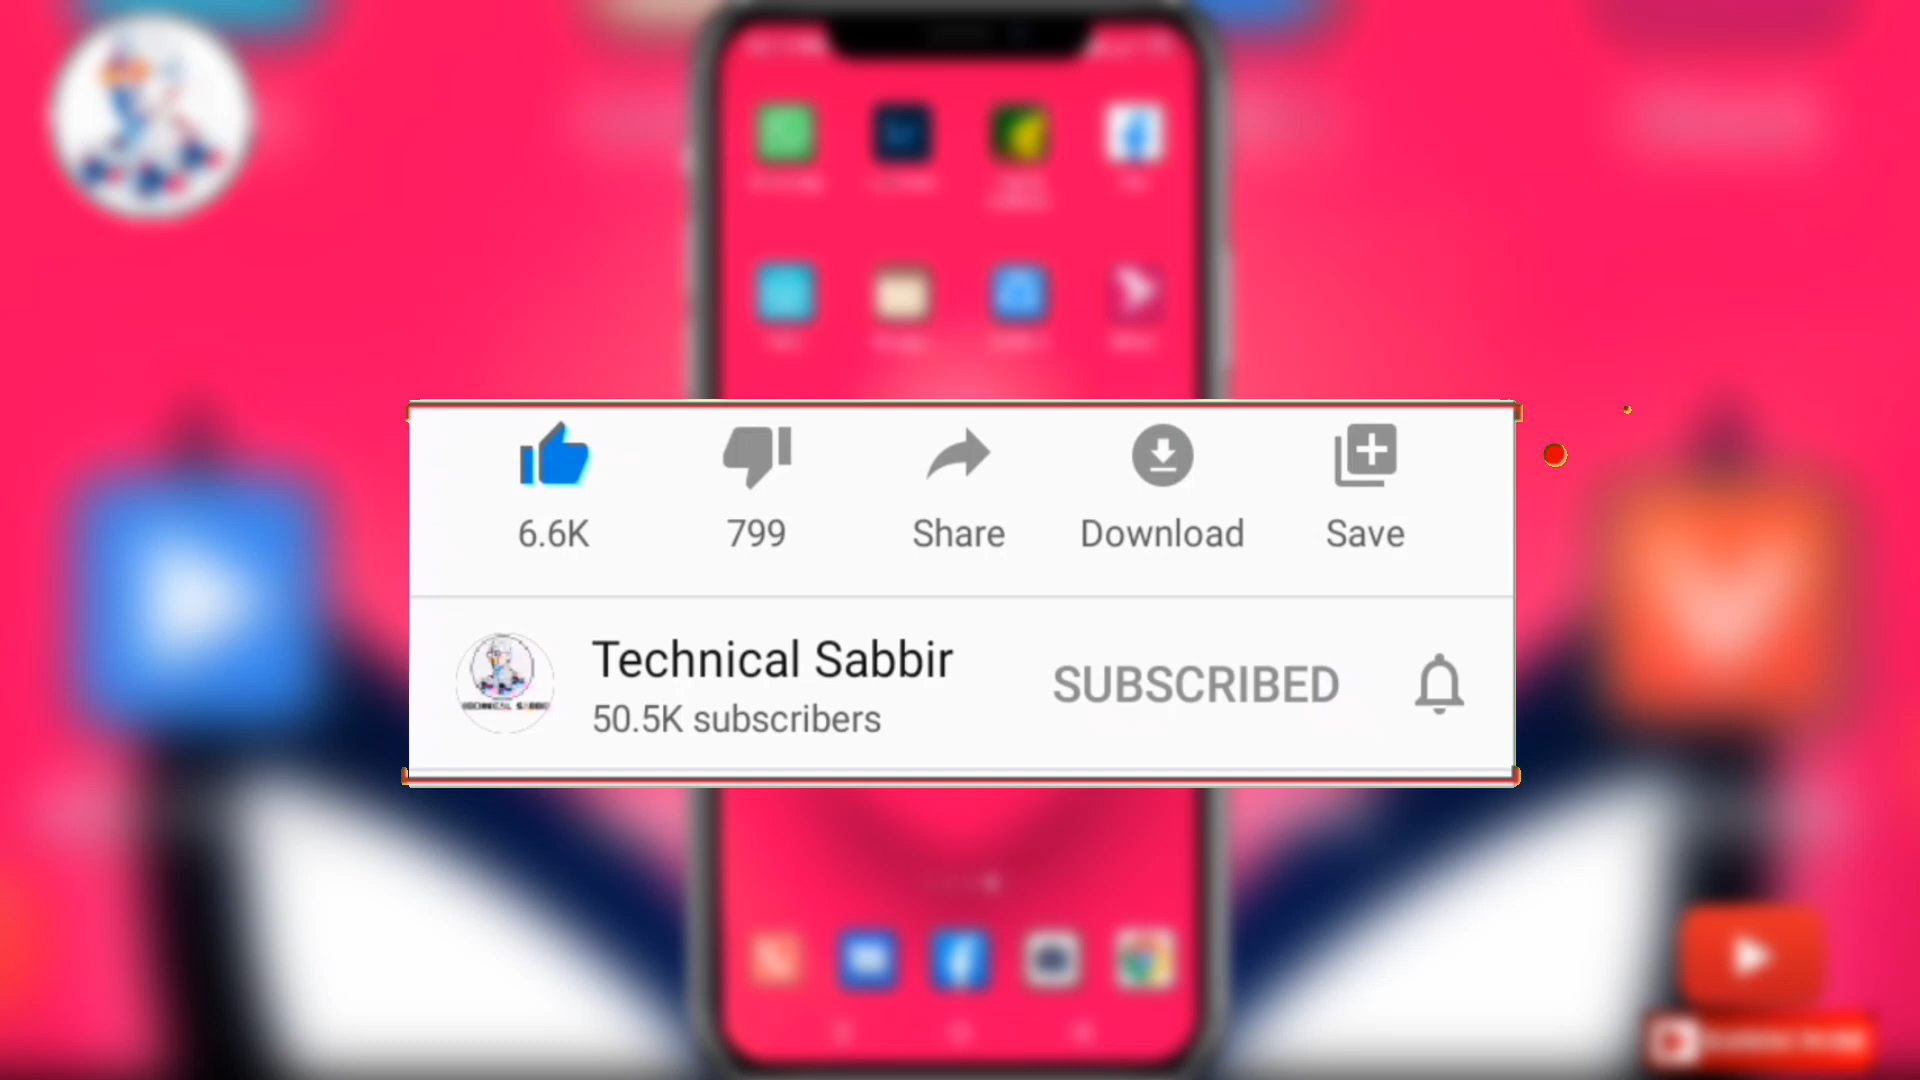 6.6K
799
Share
Download
Save
Technical Sabbir
50.5K subscribers
SUBSCRIBED